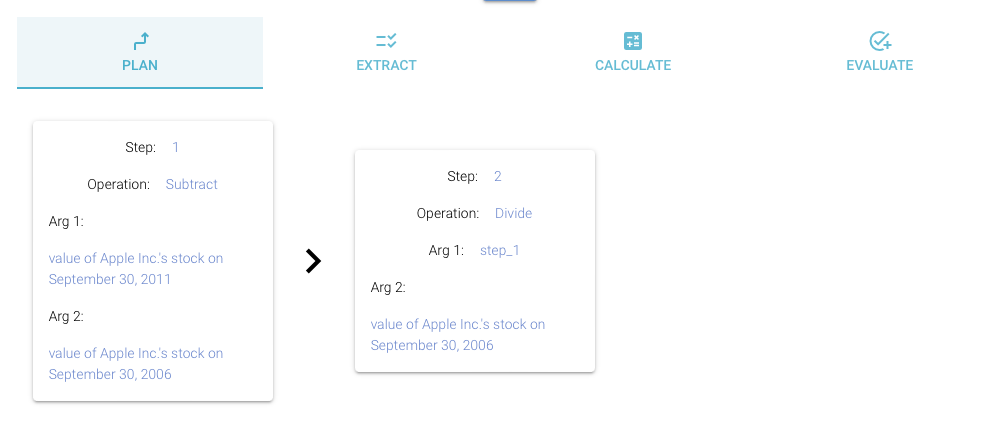 PLAN
EXTRACT
CALCULATE
EVALUATE
Step: 1
Operation: Subtract
Arg 1:
value of Apple Inc.'s stock on
September 30, 2011
Arg 2:
value of Apple Inc.'s stock on
September 30, 2006
Step: 2
Operation: Divide
Arg 1: step_1
Arg 2:
value of Apple Inc.'s stock on
September 30, 2006